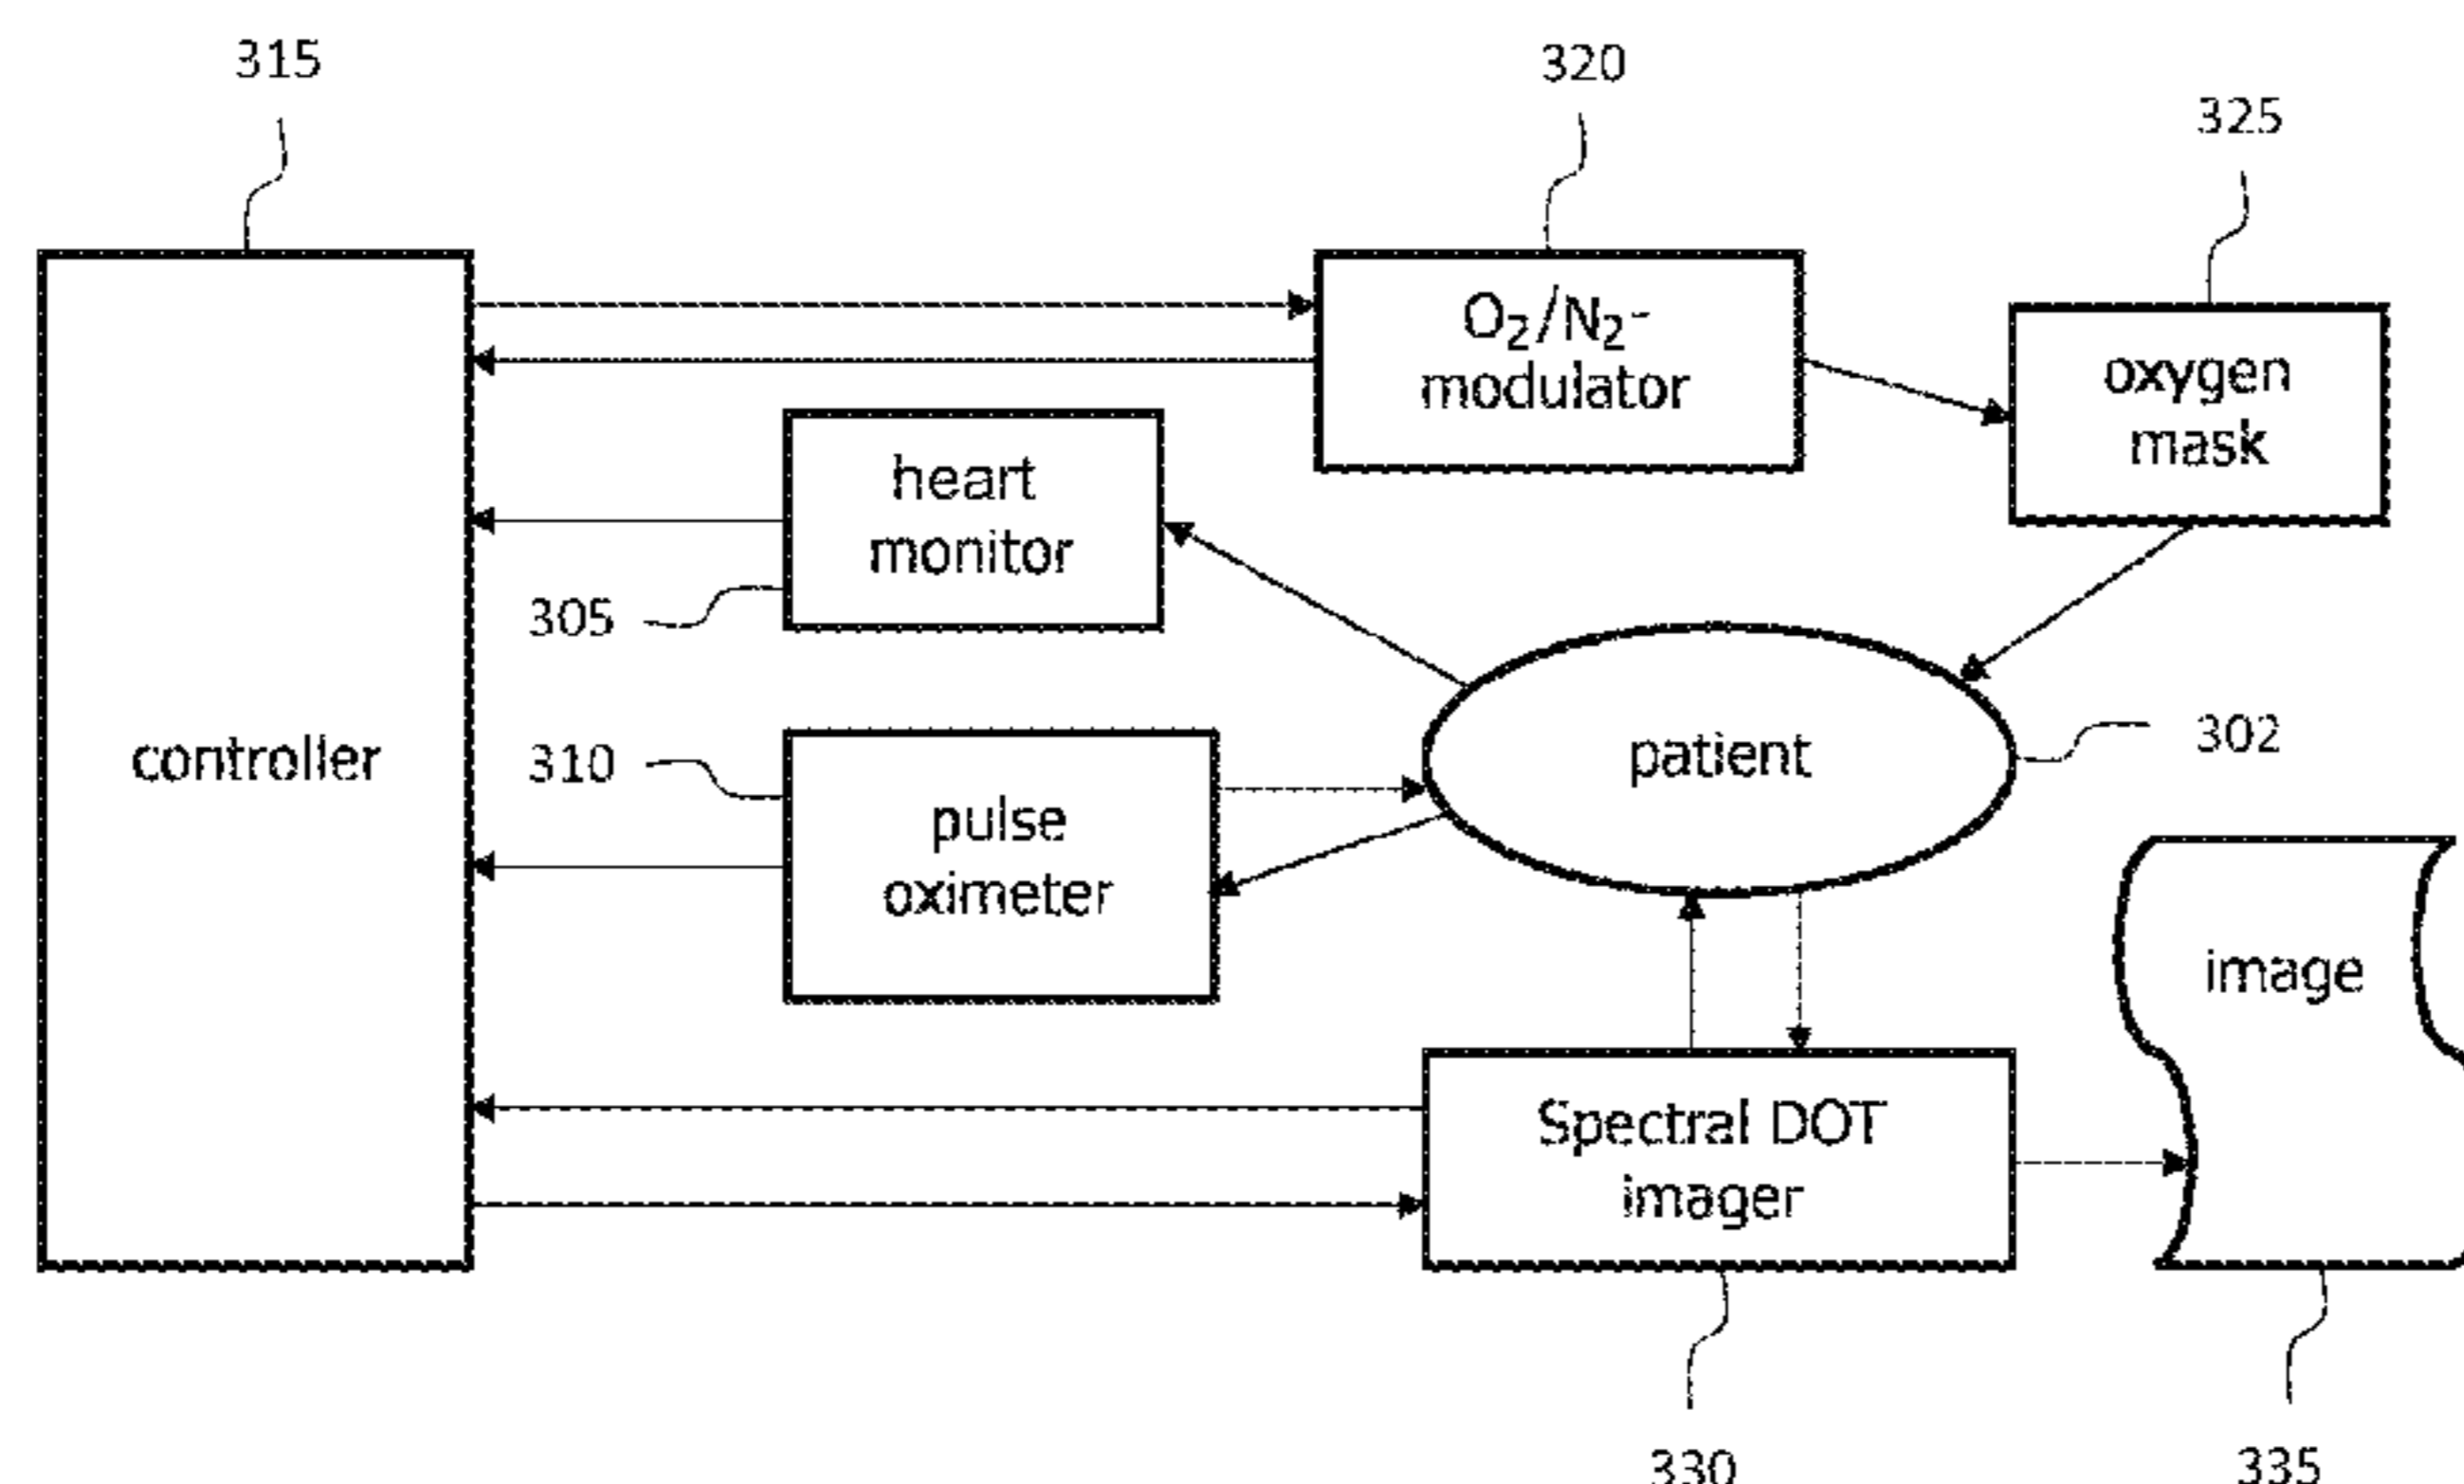 315
320
325
O₂/N₂-
modulator
oxygen
mask
heart
monitor
305
controller
310
pulse
oximeter
patient
302
image
Spectral DOT
imager
330
335